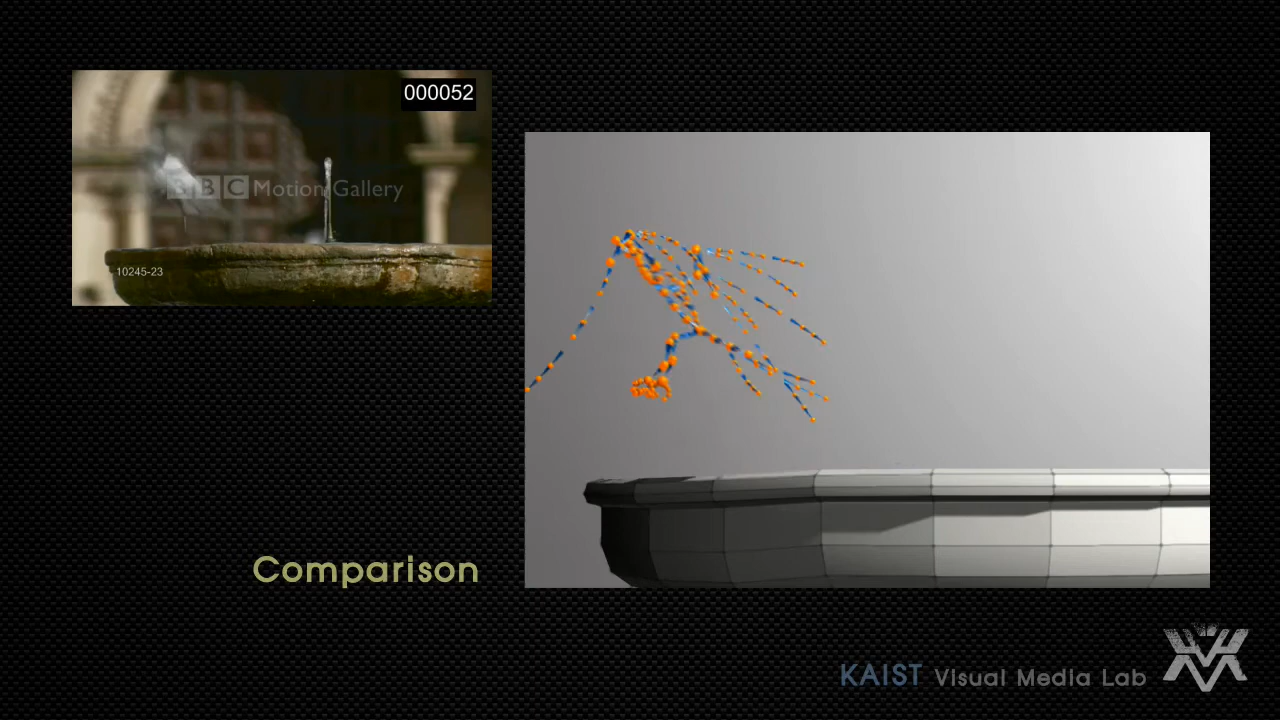 000052
BBC Motion Gallery
10245-23
Comparison
KAIST Visual Media Lab